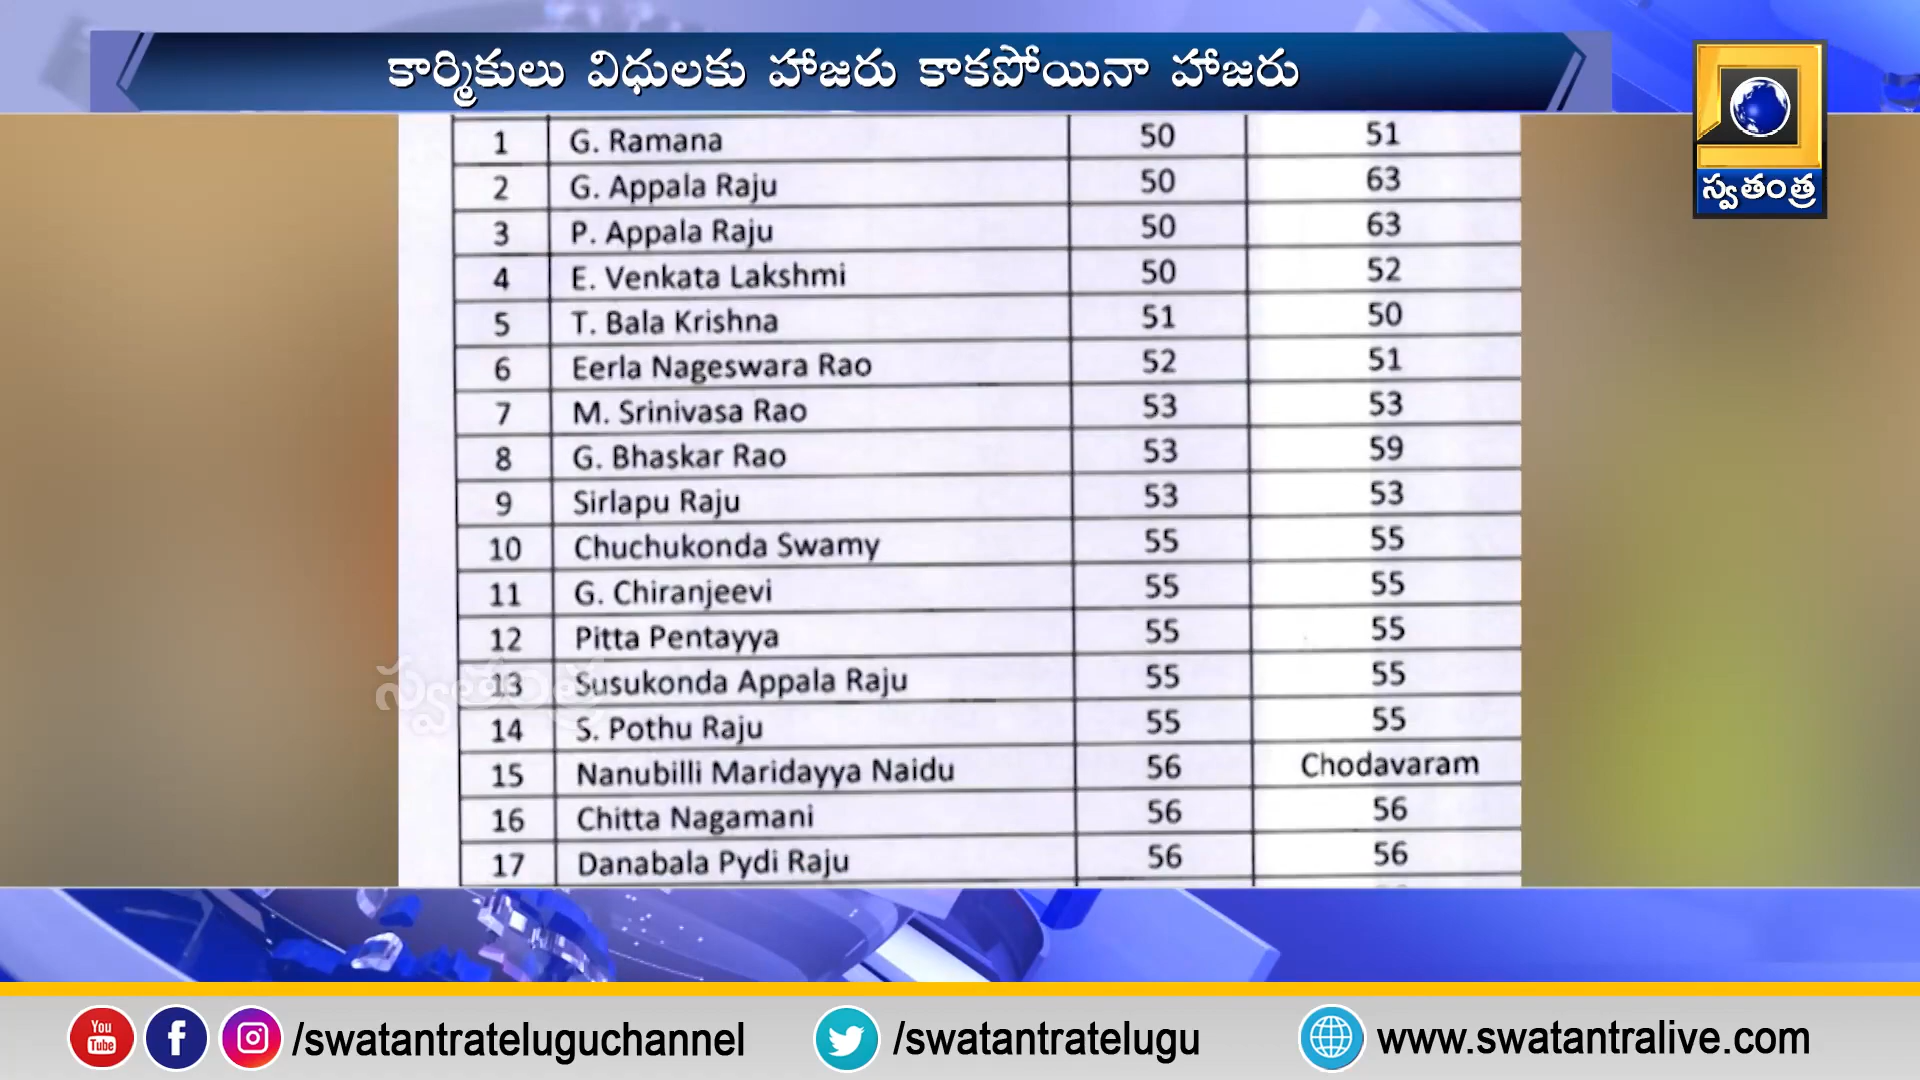 కార్మికులు విధులకు హాజరు కాకపోయినా హాజరు
స్వతంత్ర
1 G. Ramana 50 51
2 G. Appala Raju 50 63
3 P. Appala Raju 50 63
4 E. Venkata Lakshmi 50 52
5 T. Bala Krishna 51 50
6 Eerla Nageswara Rao 52 51
7 M. Srinivasa Rao 53 53
8 G. Bhaskar Rao 53 59
9 Sirlapu Raju 53 53
10 Chuchukonda Swamy 55 55
11 G. Chiranjeevi 55 55
12 Pitta Pentayya 55 55
స్వతంత్ర
13 Susukonda Appala Raju 55 55
14 S. Pothu Raju 55 55
15 Nanubilli Maridayya Naidu 56 Chodavaram
16 Chitta Nagamani 56 56
17 Danabala Pydi Raju 56 56
You Tube /swatantrateluguchannel /swatantratelugu www.swatantralive.com